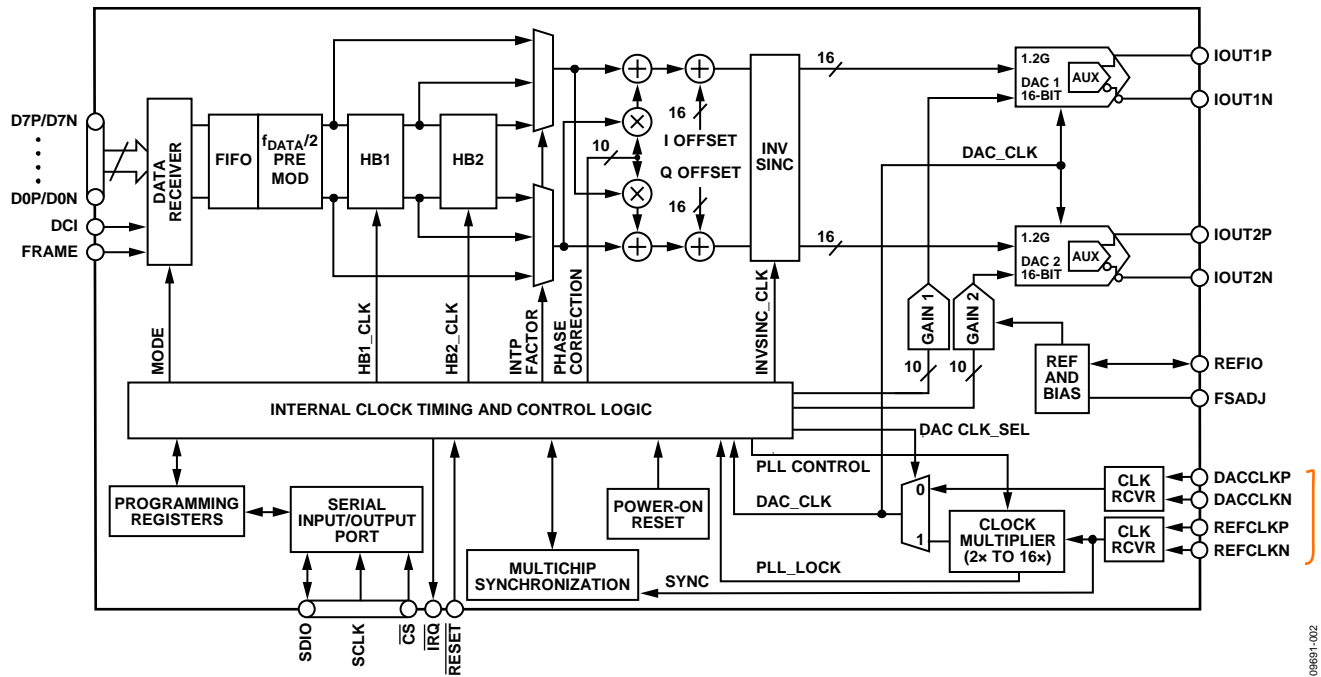 D7P/D7N
D0P/D0N
DCI
FRAME
DATA
RECEIVER
FIFO
fDATA/2
PRE
MOD
HB1
HB2
10
16
I OFFSET
Q OFFSET
16
INV
SINC
16
16
1.2G
DAC 1
16-BIT
AUX
IOUT1P
IOUT1N
DAC_CLK
1.2G
DAC 2
16-BIT
AUX
IOUT2P
IOUT2N
MODE
HB1_CLK
HB2_CLK
INTP
FACTOR
PHASE
CORRECTION
INVSINC_CLK
GAIN 1
GAIN 2
10
10
REF
AND
BIAS
REFIO
FSADJ
INTERNAL CLOCK TIMING AND CONTROL LOGIC
DAC CLK_SEL
PLL CONTROL
DAC_CLK
PLL_LOCK
SYNC
0
1
CLOCK
MULTIPLIER
(2× TO 16×)
CLK
RCVR
CLK
RCVR
DACCLKP
DACCLKN
REFCLKP
REFCLKN
PROGRAMMING
REGISTERS
SERIAL
INPUT/OUTPUT
PORT
POWER-ON
RESET
MULTICHIP
SYNCHRONIZATION
SDIO
SCLK
CS
IRQ
RESET
09691-002